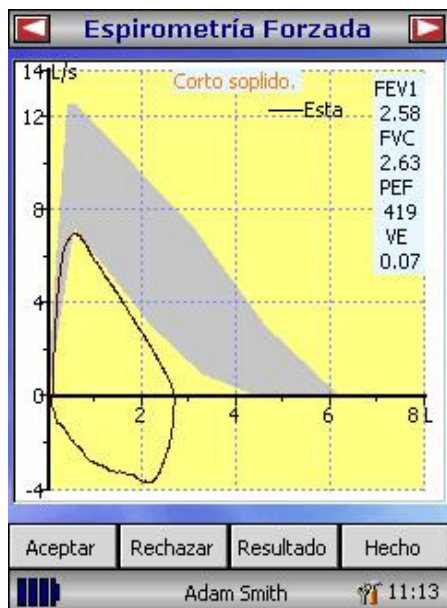 Espirometría Forzada
14 L/s
Corto soplido.
Esta
FEV1
2.58
FVC
2.63
PEF
419
VE
0.07
12
8
4
0
2
4
6
8 L
-4
Aceptar
Rechazar
Resultado
Hecho
Adam Smith
11:13